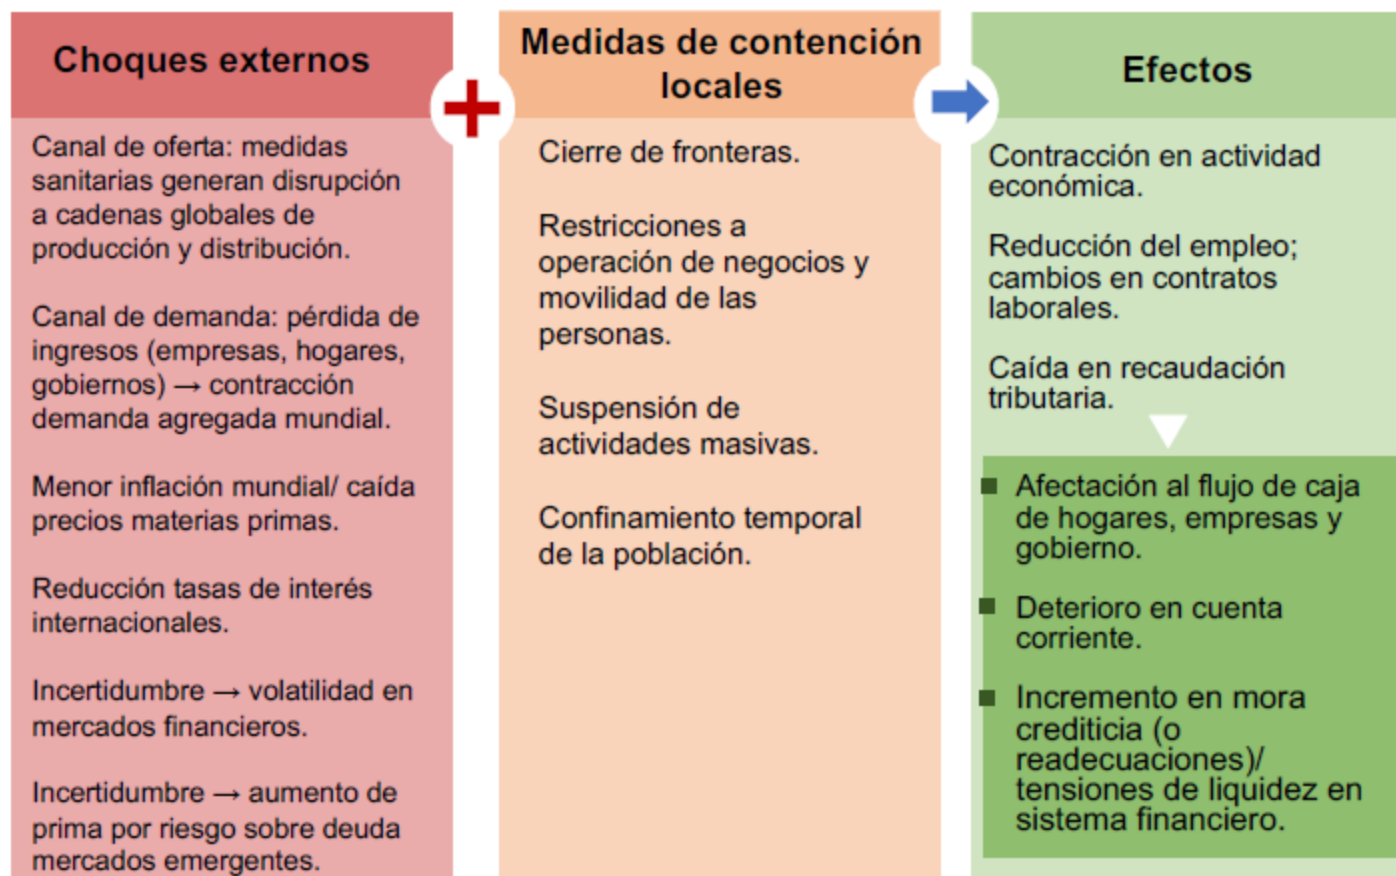 Choques externos
Canal de oferta: medidas
sanitarias generan disrupción
a cadenas globales de
producción y distribución.
Canal de demanda: pérdida de
ingresos (empresas, hogares,
gobiernos) → contracción
demanda agregada mundial.
Menor inflación mundial/ caída
precios materias primas.
Reducción tasas de interés
internacionales.
Incertidumbre → volatilidad en
mercados financieros.
Incertidumbre → aumento de
prima por riesgo sobre deuda
mercados emergentes.
Medidas de contención
locales
Cierre de fronteras.
Restricciones a
operación de negocios y
movilidad de las
personas.
Suspensión de
actividades masivas.
Confinamiento temporal
de la población.
Efectos
Contracción en actividad
económica.
Reducción del empleo;
cambios en contratos
laborales.
Caída en recaudación
tributaria.
Afectación al flujo de caja
de hogares, empresas y
gobierno.
Deterioro en cuenta
corriente.
Incremento en mora
crediticia (o
readecuaciones)/
tensiones de liquidez en
sistema financiero.